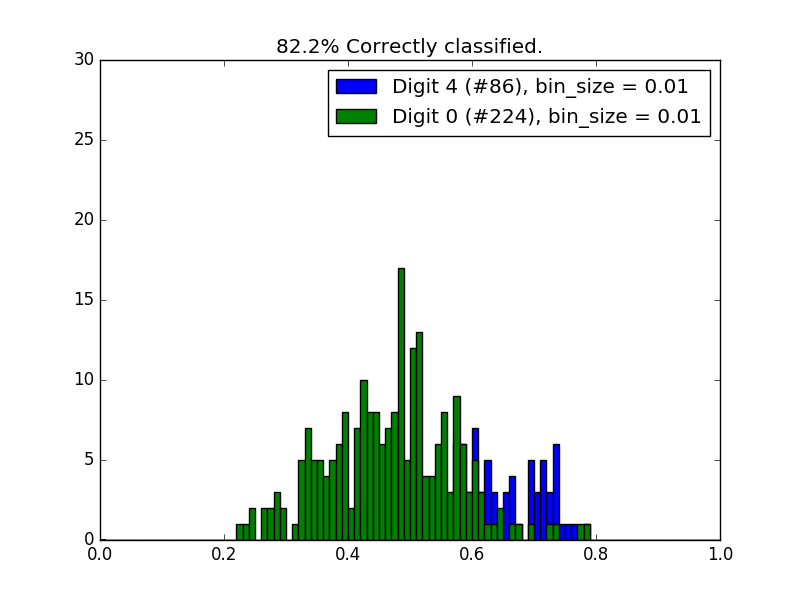 82.2% Correctly classified.
30
Digit 4 (#86), bin_size = 0.01
Digit 0 (#224), bin_size = 0.01
25
20
15
10
5
0
0.0 0.2 0.4 0.6 0.8 1.0